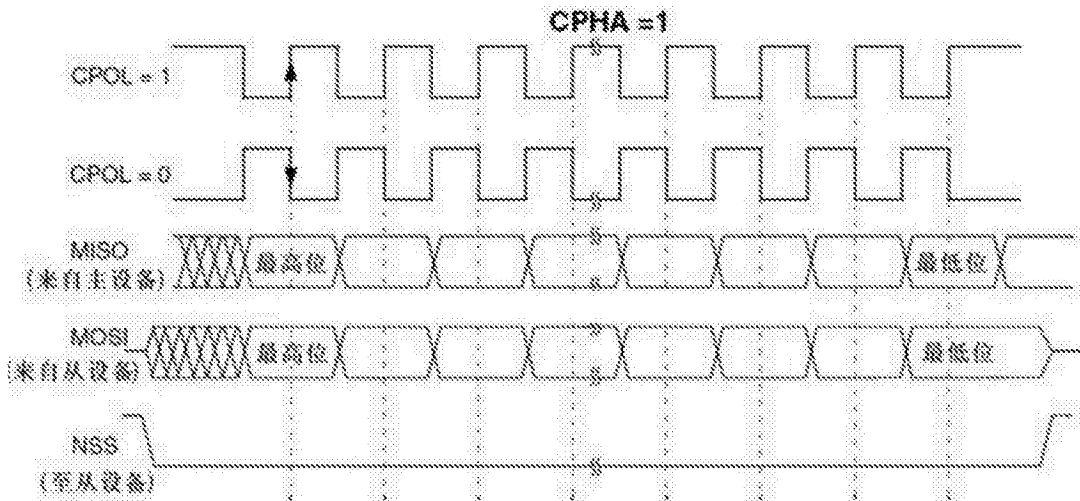 CPHA =1
CPOL = 1
CPOL = 0
MISO
(来自主设备)
最高位
最低位
MOSI
(来自从设备)
最高位
最低位
NSS
(至从设备)